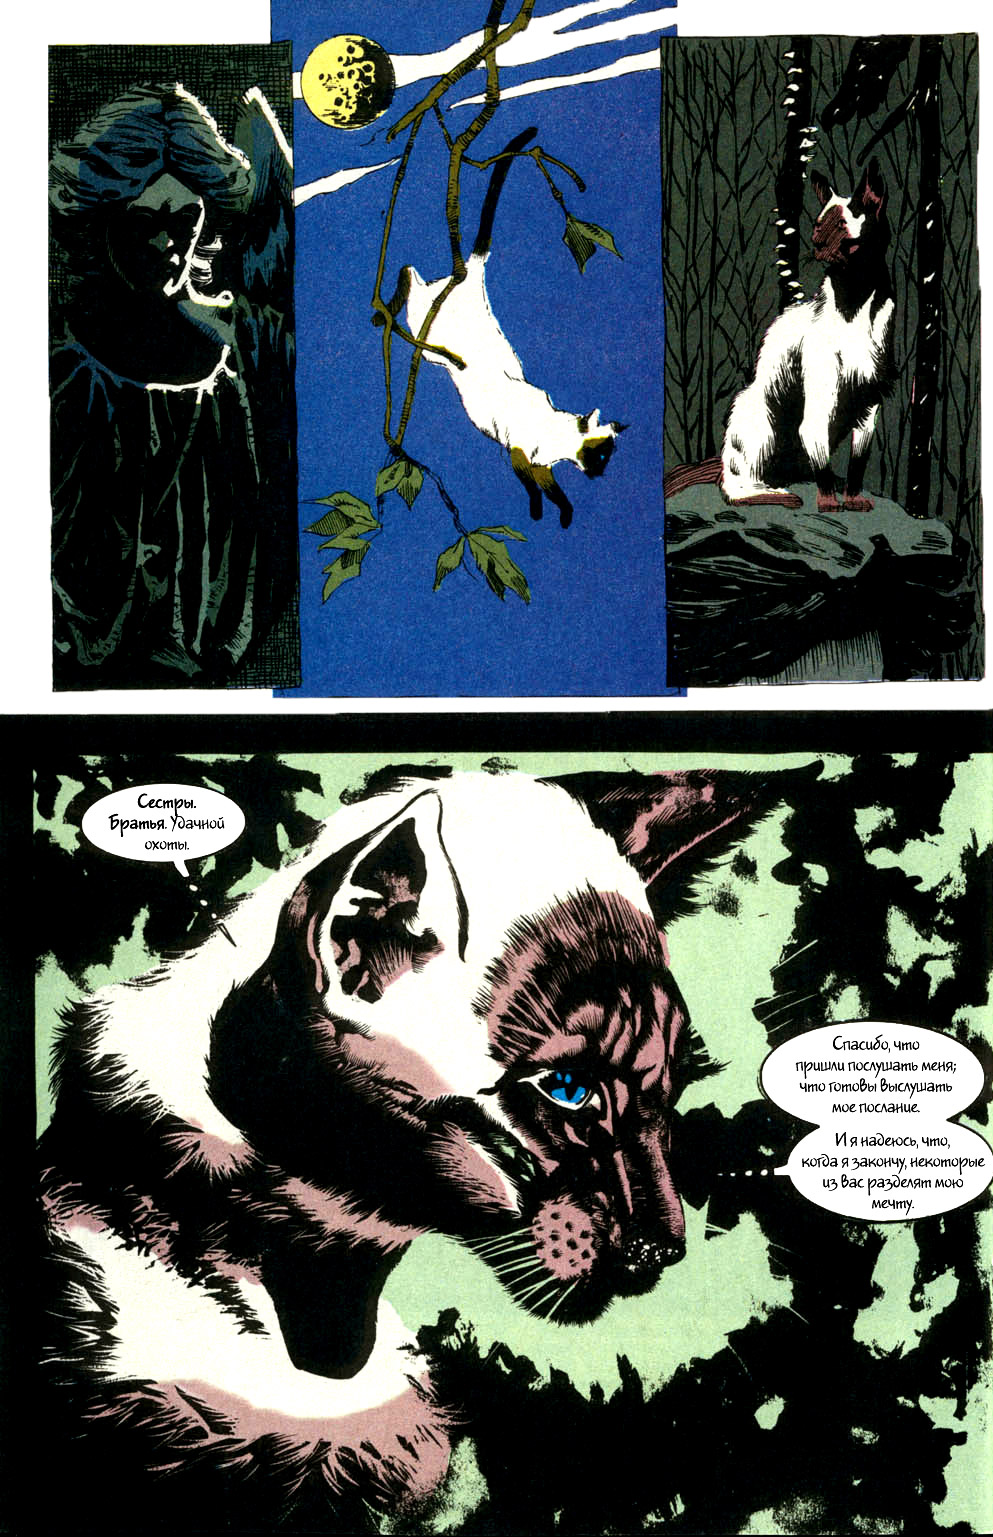 Сестры.
Братья. Удачной
охоты.
Спасибо, что
пришли послушать меня;
что готовы выслушать
мое послание.
И я надеюсь, что,
когда я закончу, некоторые
из вас разделят мою
мечту.